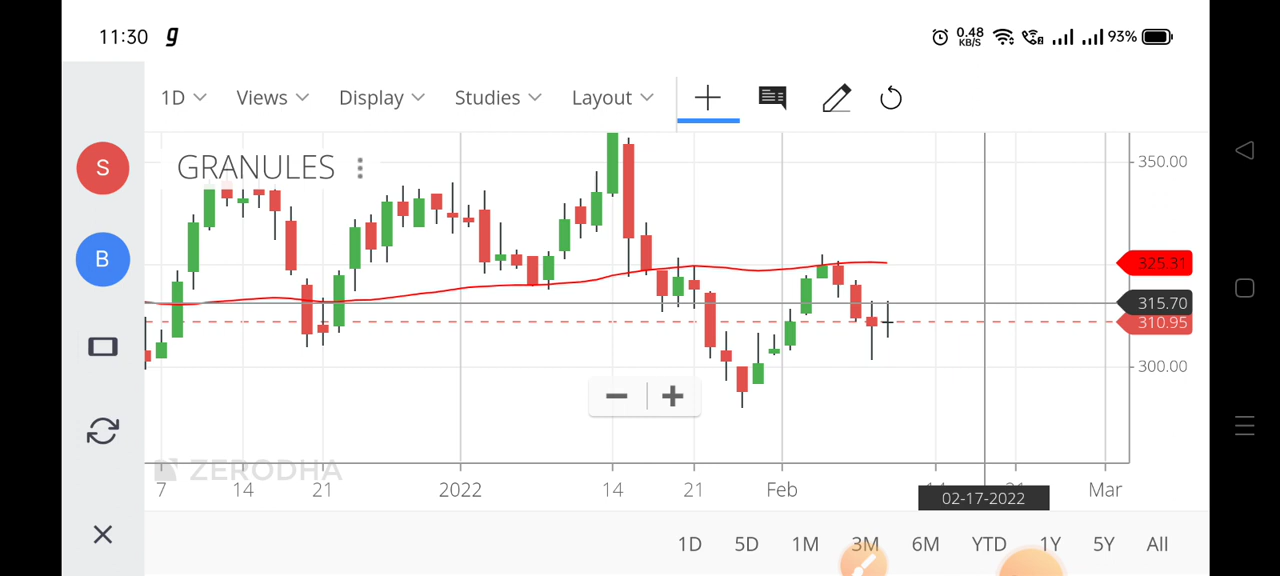 11:30 g 0.48 KB/S 93%
1D Views Display Studies Layout
S
GRANULES
350.00
B
325.31
315.70
310.95
300.00
ZERODHA
7 14 21 2022 14 21 Feb 14 21 Mar
02-17-2022
1D 5D 1M 3M 6M YTD 1Y 5Y All